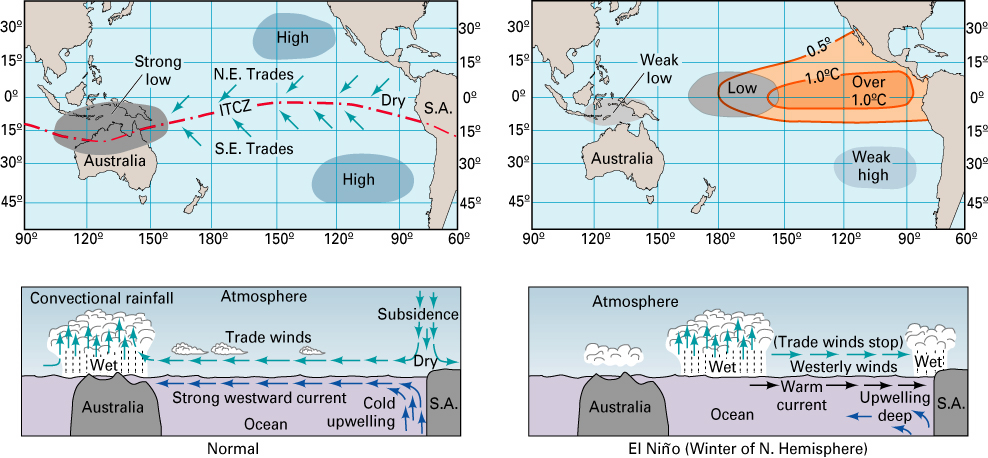 30º
15º
0º
15º
30º
45º
90º 120º 150º 180º 150º 120º 90º 60º
30º
15º
0º
15º
30º
45º
High
Strong
low
N.E. Trades
ITCZ
Dry
S.A.
S.E. Trades
Australia
High
30º
15º
0º
15º
30º
45º
90º 120º 150º 180º 150º 120º 90º 60º
30º
15º
0º
15º
30º
45º
0.5º
Weak
low
Low
1.0ºC
Over
1.0ºC
Australia
Weak
high
Convectional rainfall
Atmosphere
Subsidence
Trade winds
Wet
Dry
Strong westward current
Australia
Cold
upwelling
S.A.
Ocean
Normal
Atmosphere
(Trade winds stop)
Westerly winds
Wet
Wet
Warm
current
Upwelling
deep
Australia
Ocean
S.A.
El Niño (Winter of N. Hemisphere)